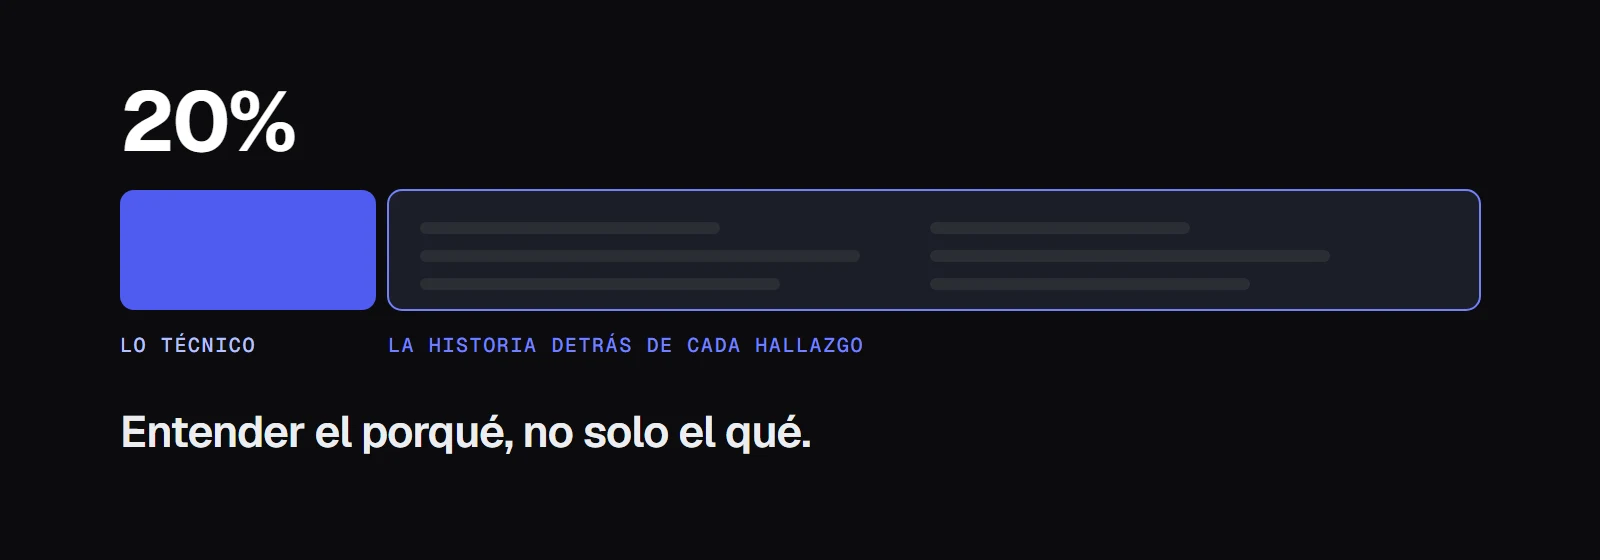 20%
LO TÉCNICO
LA HISTORIA DETRÁS DE CADA HALLAZGO
Entender el porqué, no solo el qué.